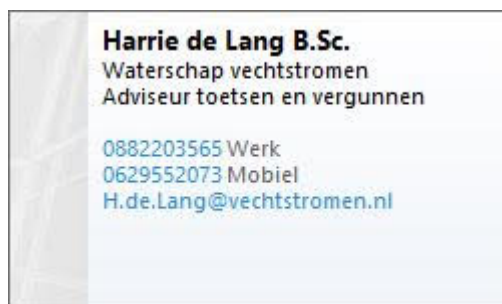 Harrie de Lang B.Sc.
Waterschap vechtstromen
Adviseur toetsen en vergunnen
0882203565 Werk
0629552073 Mobiel
H.de.Lang@vechtstromen.nl